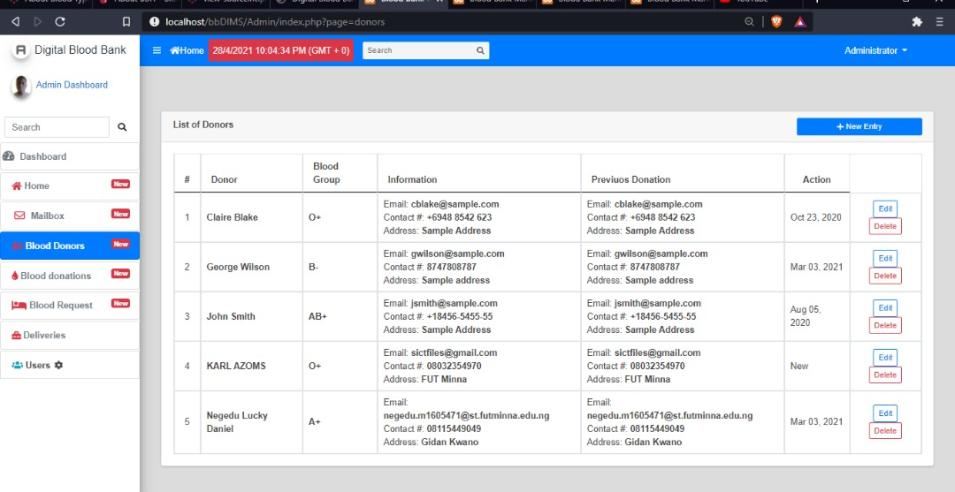 localhost/bbDIMS/Admin/index.php?page=donors
Digital Blood Bank
Home
28/4/2021 10:04:34 PM (GMT + 0)
Search
Administrator
Admin Dashboard
Search
Dashboard
Home New
Mailbox New
Blood Donors New
Blood donations New
Blood Request New
Deliveries
Users
List of Donors
+ New Entry
# Donor Blood Group Information Previuos Donation Action
1 Claire Blake O+
Email: cblake@sample.com
Contact #: +6948 8542 623
Address: Sample Address
Email: cblake@sample.com
Contact #: +6948 8542 623
Address: Sample Address
Oct 23, 2020
Edit
Delete
2 George Wilson B-
Email: gwilson@sample.com
Contact #: 8747808787
Address: Sample address
Email: gwilson@sample.com
Contact #: 8747808787
Address: Sample address
Mar 03, 2021
Edit
Delete
3 John Smith AB+
Email: jsmith@sample.com
Contact #: +18456-5455-55
Address: Sample Address
Email: jsmith@sample.com
Contact #: +18456-5455-55
Address: Sample Address
Aug 05,
2020
Edit
Delete
4 KARL AZOMS O+
Email: sictfiles@gmail.com
Contact #: 08032354970
Address: FUT Minna
Email: sictfiles@gmail.com
Contact #: 08032354970
Address: FUT Minna
New
Edit
Delete
5 Negedu Lucky
Daniel
A+
Email:
negedu.m1605471@st.futminna.edu.ng
Contact #: 08115449049
Address: Gidan Kwano
Email:
negedu.m1605471@st.futminna.edu.ng
Contact #: 08115449049
Address: Gidan Kwano
Mar 03, 2021
Edit
Delete